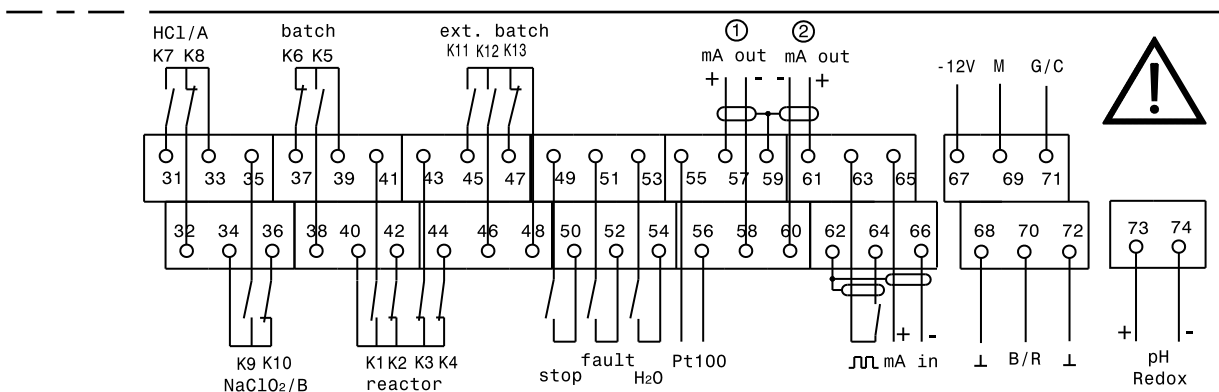 HCl/A
K7 K8
batch
K6 K5
ext. batch
K11 K12 K13
① ②
mA out mA out
+ - - +
-12V M G/C
31 33 35 37 39 41 43 45 47 49 51 53 55 57 59 61 63 65 67 69 71
32 34 36 38 40 42 44 46 48 50 52 54 56 58 60 62 64 66 68 70 72 73 74
K9 K10
NaClO₂/B
K1 K2 K3 K4
reactor
stop
fault
H₂O
Pt100
+ -
mA in
⊥ B/R ⊥
+ -
pH
Redox